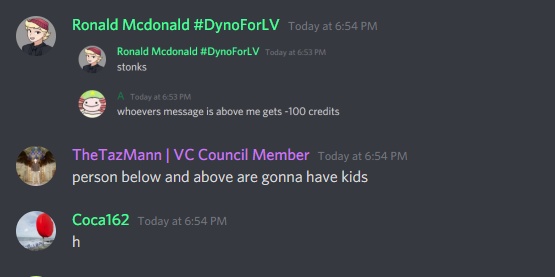 Ronald Mcdonald #DynoForLV Today at 6:54 PM
Ronald Mcdonald #DynoForLV Today at 6:53 PM
stonks
A Today at 6:53 PM
whoevers message is above me gets -100 credits
TheTazMann | VC Council Member Today at 6:54 PM
person below and above are gonna have kids
Coca162 Today at 6:54 PM
h